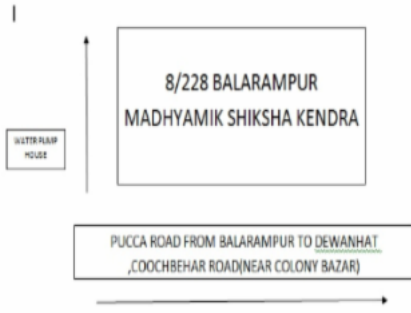 8/228 BALARAMPUR
MADHYAMIK SHIKSHA KENDRA
WATER PUMP
HOUSE
PUCCA ROAD FROM BALARAMPUR TO DEWANHAT
,COOCHBEHAR ROAD(NEAR COLONY BAZAR)